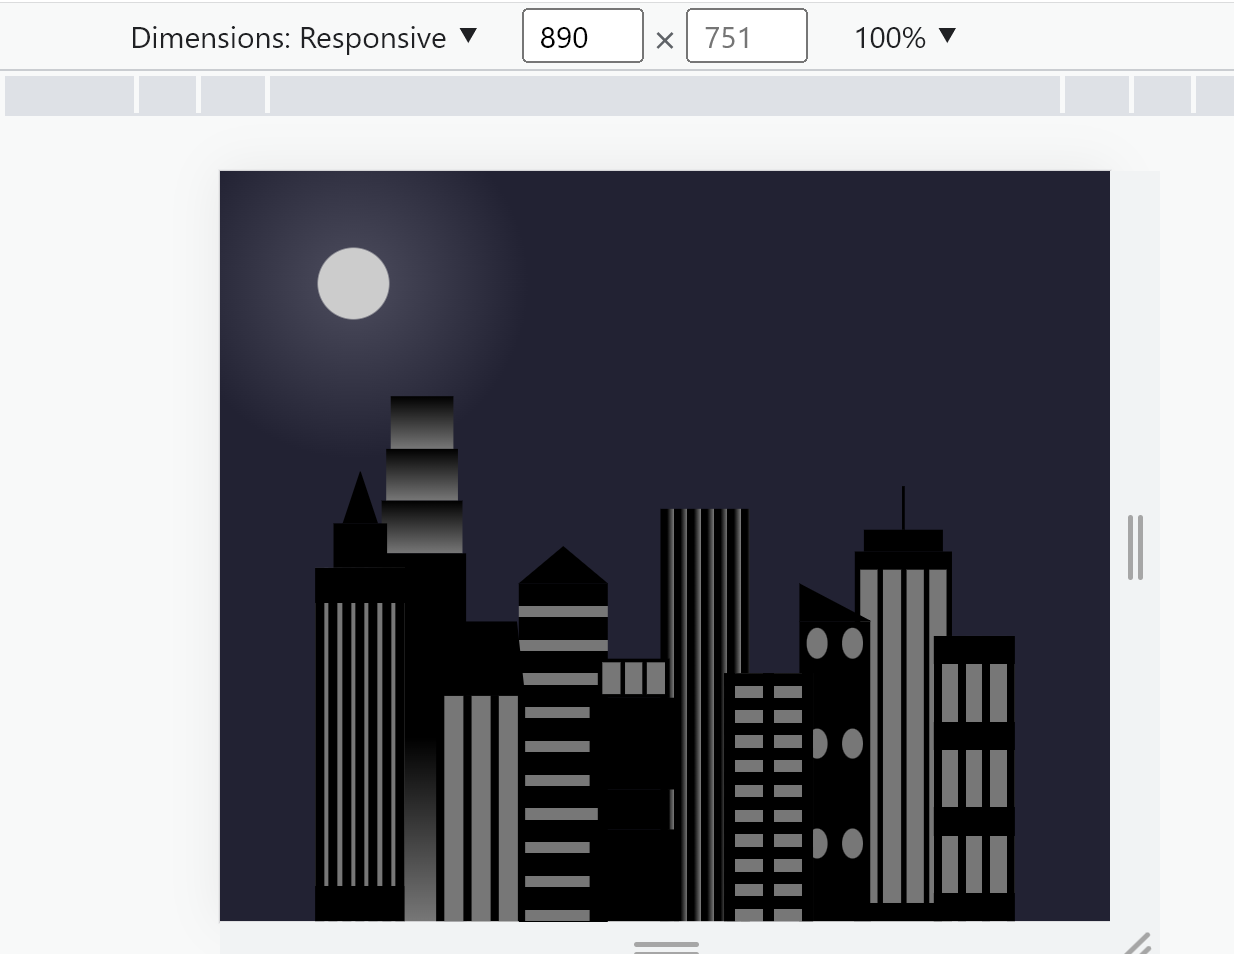 Dimensions: Responsive ▼ 890 × 751 100% ▼